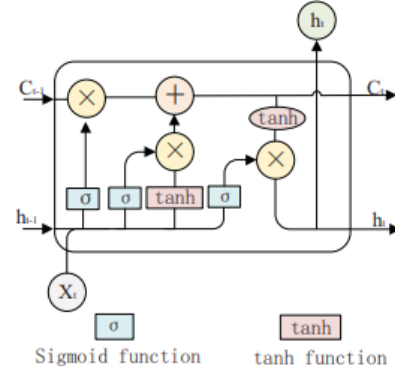 hₜ
Cₜ₋₁ × + Cₜ
tanh
× ×
σ σ tanh σ
hₜ₋₁ hₜ
Xₜ
σ tanh
Sigmoid function tanh function